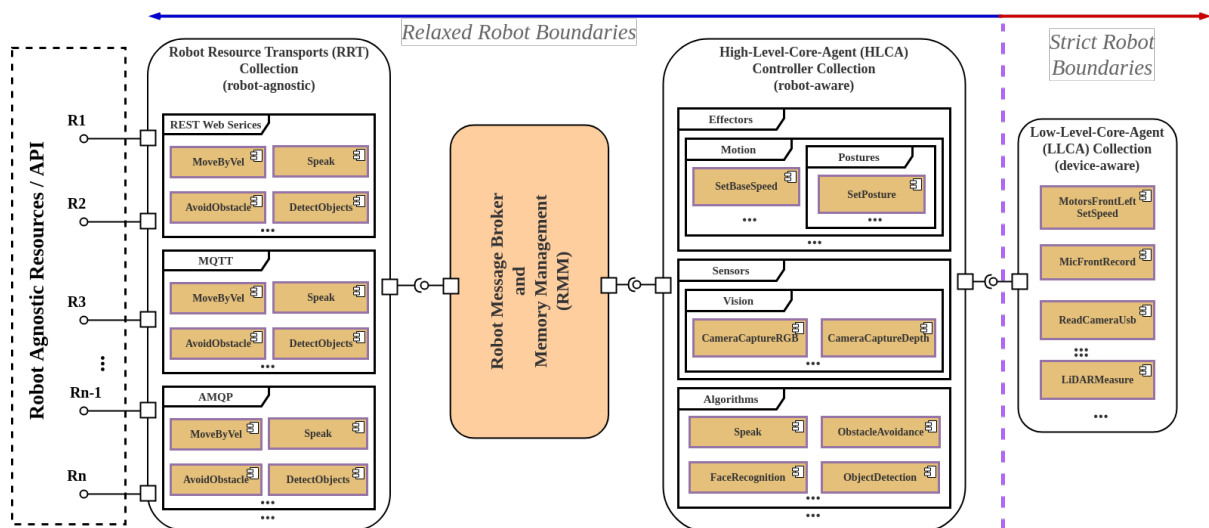 Relaxed Robot Boundaries
Strict Robot
Boundaries
Robot Agnostic Resources / API
R1
R2
R3
...
Rn-1
Rn
Robot Resource Transports (RRT)
Collection
(robot-agnostic)
REST Web Serices
MoveByVel
Speak
AvoidObstacle
DetectObjects
...
MQTT
MoveByVel
Speak
AvoidObstacle
DetectObjects
...
AMQP
MoveByVel
Speak
AvoidObstacle
DetectObjects
...
...
Robot Message Broker
and
Memory Management
(RMM)
High-Level-Core-Agent (HLCA)
Controller Collection
(robot-aware)
Effectors
Motion
SetBaseSpeed
...
Postures
SetPosture
...
...
Sensors
Vision
CameraCaptureRGB
CameraCaptureDepth
...
Algorithms
Speak
ObstacleAvoidance
FaceRecognition
ObjectDetection
...
...
Low-Level-Core-Agent
(LLCA) Collection
(device-aware)
MotorsFrontLeft
SetSpeed
MicFrontRecord
ReadCameraUsb
...
...
LiDARMeasure
...